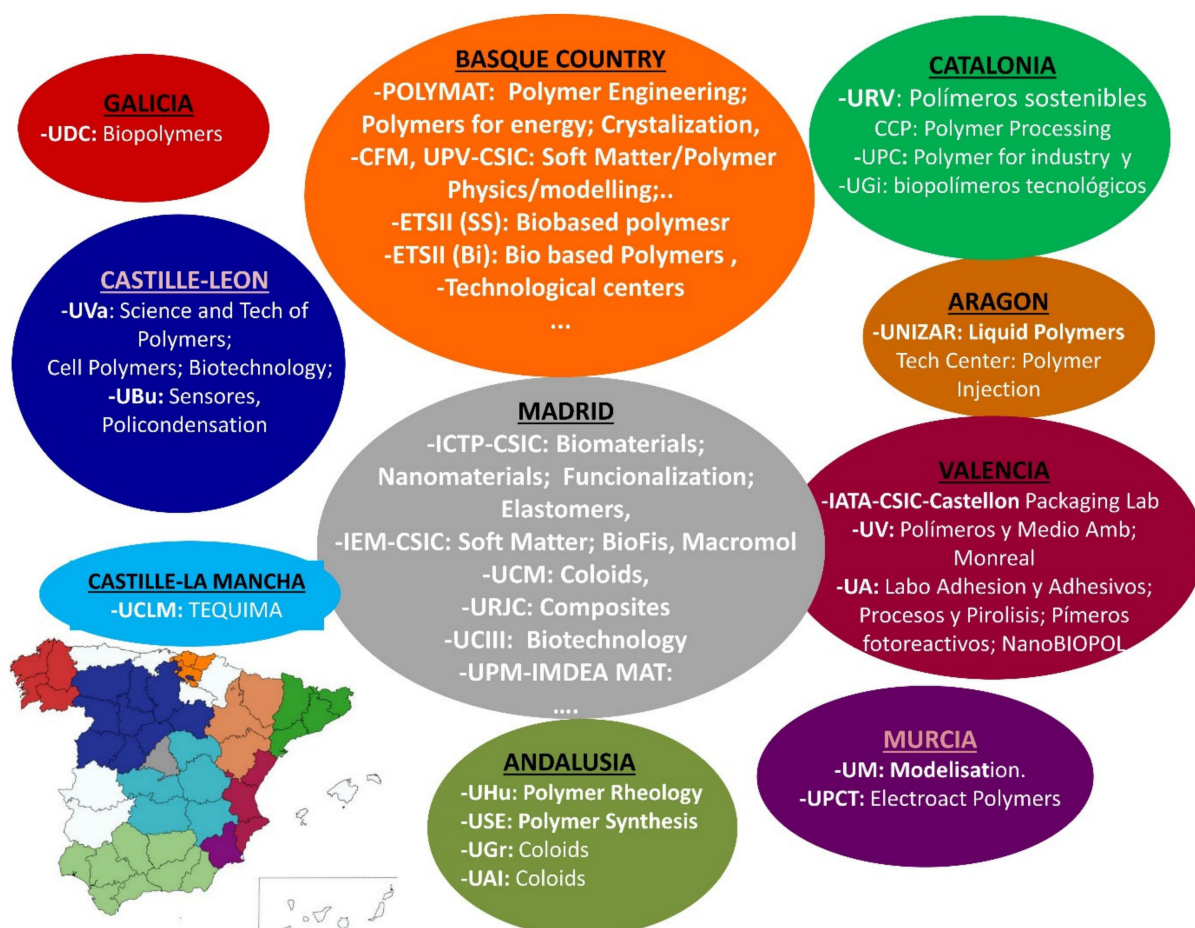 GALICIA
-UDC: Biopolymers
BASQUE COUNTRY
-POLYMAT:  Polymer Engineering;
Polymers for energy; Crystalization,
-CFM, UPV-CSIC: Soft Matter/Polymer
Physics/modelling;..
-ETSII (SS): Biobased polymesr
-ETSII (Bi): Bio based Polymers ,
-Technological centers
...
CATALONIA
-URV: Polímeros sostenibles
CCP: Polymer Processing
-UPC: Polymer for industry  y
-UGi: biopolímeros tecnológicos
CASTILLE-LEON
-UVa: Science and Tech of
Polymers;
Cell Polymers; Biotechnology;
-UBu: Sensores,
Policondensation
ARAGON
-UNIZAR: Liquid Polymers
Tech Center: Polymer
Injection
MADRID
-ICTP-CSIC: Biomaterials;
Nanomaterials;  Funcionalization;
Elastomers,
-IEM-CSIC: Soft Matter; BioFis, Macromol
-UCM: Coloids,
-URJC: Composites
-UCIII:  Biotechnology
-UPM-IMDEA MAT:
....
VALENCIA
-IATA-CSIC-Castellon Packaging Lab
-UV: Polímeros y Medio Amb;
Monreal
-UA: Labo Adhesion y Adhesivos;
Procesos y Pirolisis; Pímeros
fotoreactivos; NanoBIOPOL
CASTILLE-LA MANCHA
-UCLM: TEQUIMA
ANDALUSIA
-UHu: Polymer Rheology
-USE: Polymer Synthesis
-UGr: Coloids
-UAl: Coloids
MURCIA
-UM: Modelisation.
-UPCT: Electroact Polymers